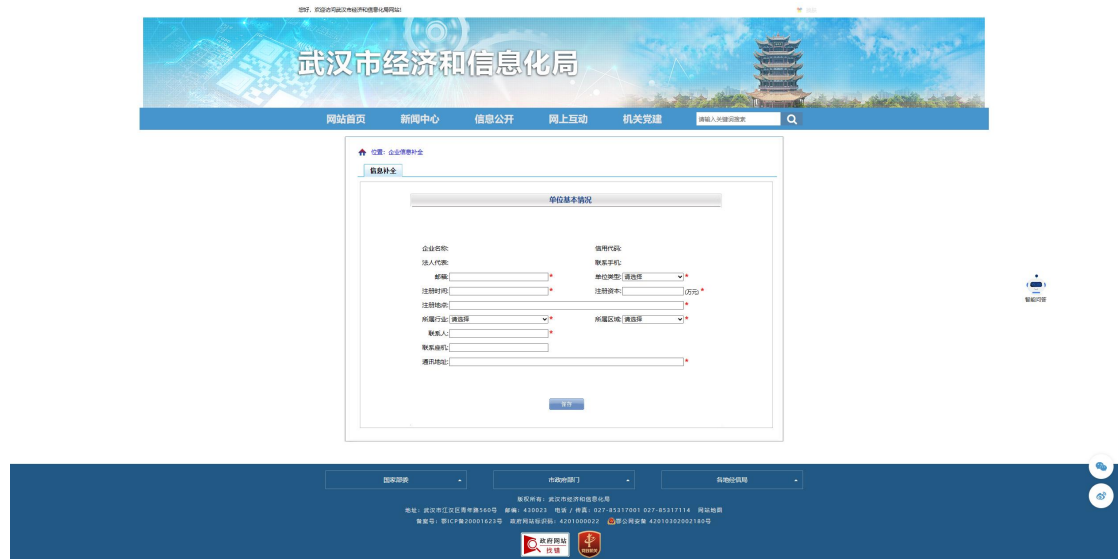 您好，欢迎访问武汉市经济和信息化局网站！
武汉市经济和信息化局
网站首页 新闻中心 信息公开 网上互动 机关党建 请输入关键词搜索
位置：企业信息补全
信息补全
单位基本情况
企业名称: 信用代码:
法人代表: 联系手机:
邮箱: * 单位类型: 请选择 *
注册时间: * 注册资本: (万元) *
注册地点: *
所属行业: 请选择 * 所属区域: 请选择 *
联系人: *
联系座机:
通讯地址: *
保存
智能问答
国家部委 市政府部门 各地经信局
版权所有：武汉市经济和信息化局
地址：武汉市江汉区青年路560号 邮编：430023 电话 / 传真：027-85317001 027-85317114 网站地图
备案号：鄂ICP备20001623号 政府网站标识码：4201000022 鄂公网安备 42010302002180号
政府网站
找错
党政机关